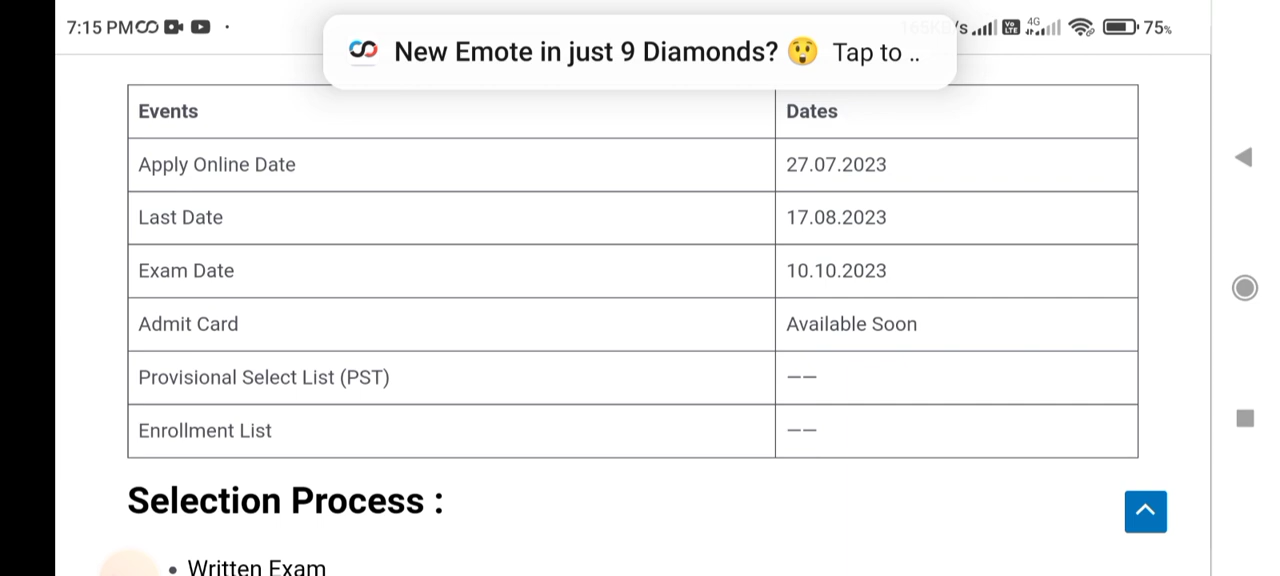 7:15 PM
New Emote in just 9 Diamonds? 😲 Tap to ..
4G
75%
Events Dates
Apply Online Date 27.07.2023
Last Date 17.08.2023
Exam Date 10.10.2023
Admit Card Available Soon
Provisional Select List (PST) ——
Enrollment List ——
Selection Process :
• Written Exam